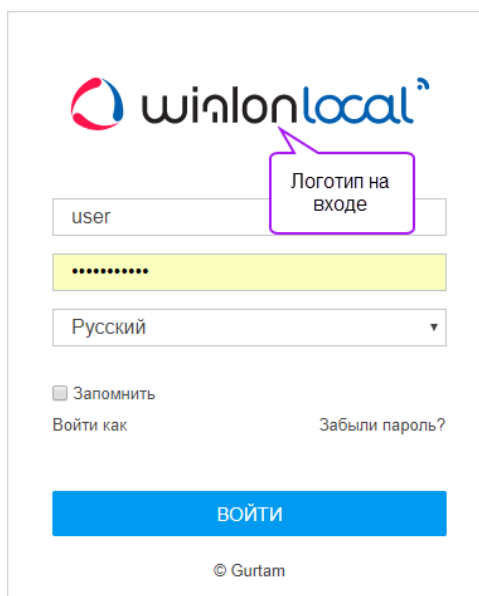 wialonlocal
Логотип на
входе
user
•••••••••••
Русский
Запомнить
Войти как
Забыли пароль?
ВОЙТИ
© Gurtam